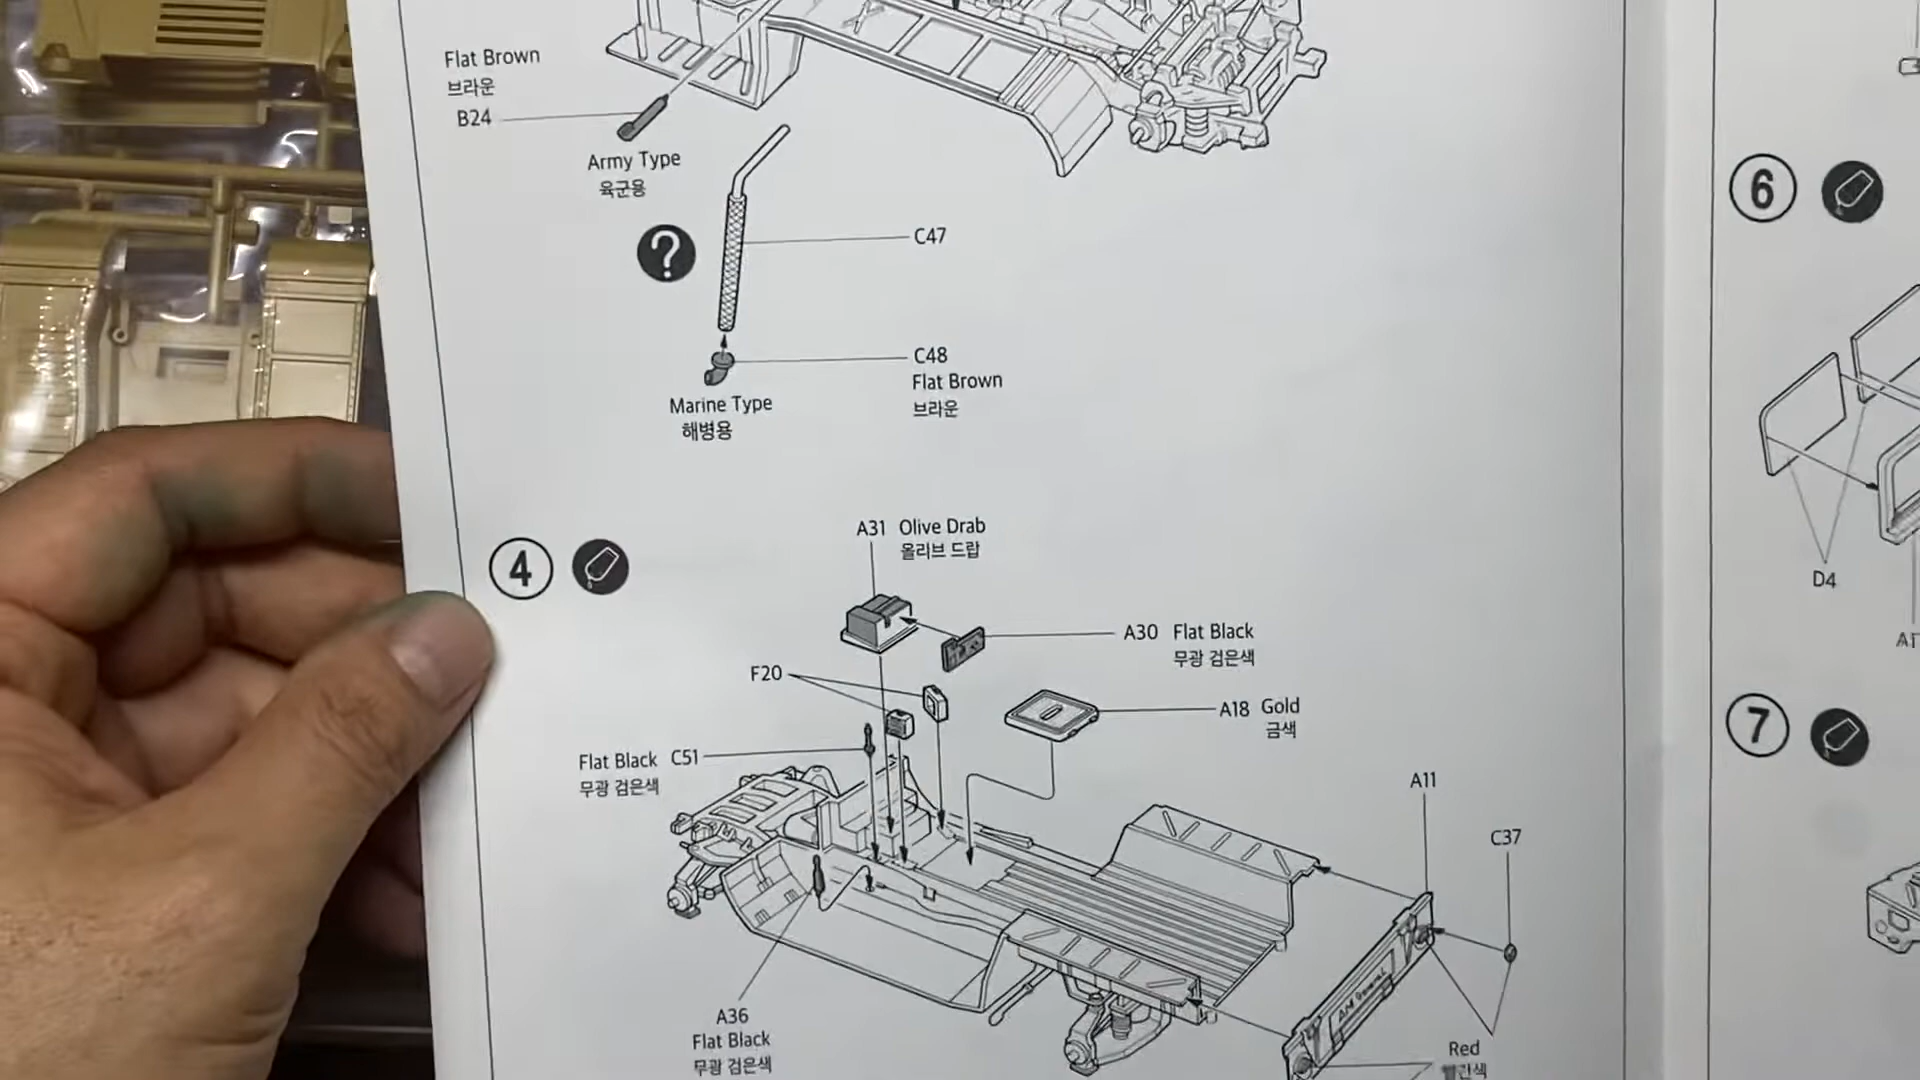 Flat Brown
브라운
B24
Army Type
육군용
?
C47
C48
Flat Brown
브라운
Marine Type
해병용
4
A31 Olive Drab
올리브 드랍
A30 Flat Black
무광 검은색
F20
A18 Gold
금색
Flat Black C51
무광 검은색
A11
C37
A36
Flat Black
무광 검은색
Red
빨간색
6
D4
7